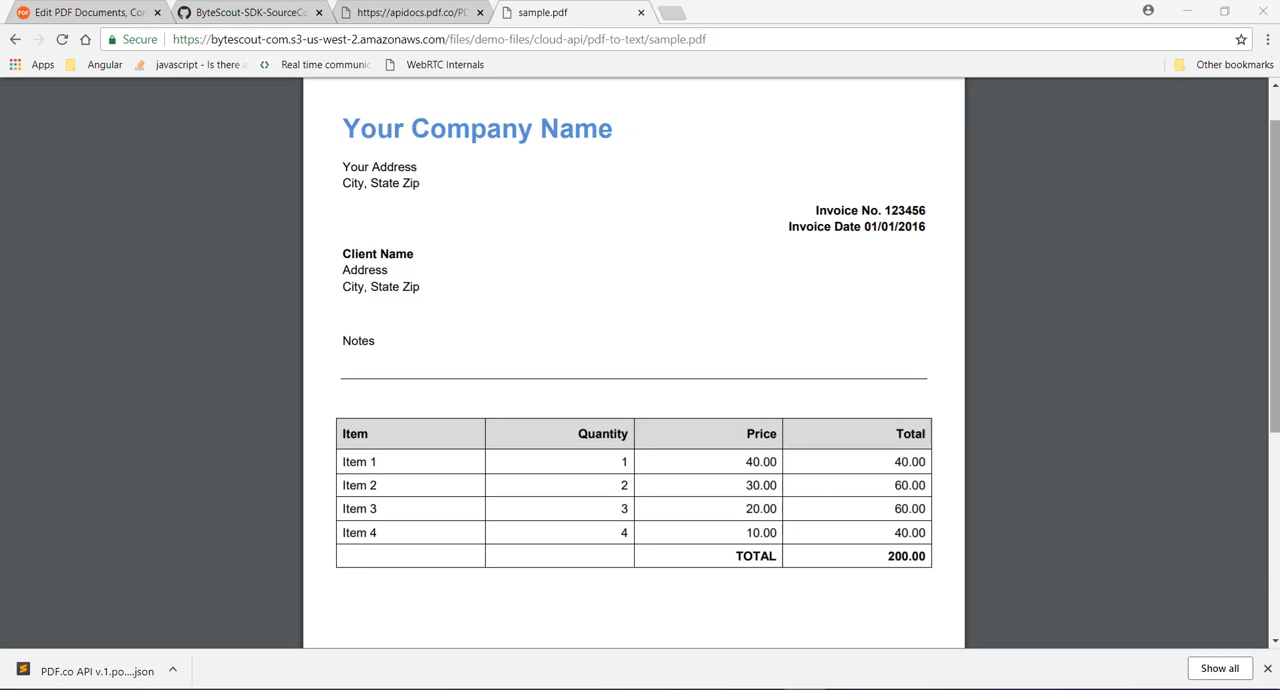 Edit PDF Documents, Co
ByteScout-SDK-SourceCo
https://apidocs.pdf.co/PD
sample.pdf
Secure
https://bytescout-com.s3-us-west-2.amazonaws.com/files/demo-files/cloud-api/pdf-to-text/sample.pdf
Apps Angular javascript - Is there a Real time communic WebRTC Internals Other bookmarks
Your Company Name
Your Address
City, State Zip
Invoice No. 123456
Invoice Date 01/01/2016
Client Name
Address
City, State Zip
Notes
Item Quantity Price Total
Item 1 1 40.00 40.00
Item 2 2 30.00 60.00
Item 3 3 20.00 60.00
Item 4 4 10.00 40.00
TOTAL 200.00
PDF.co API v.1.po....json Show all